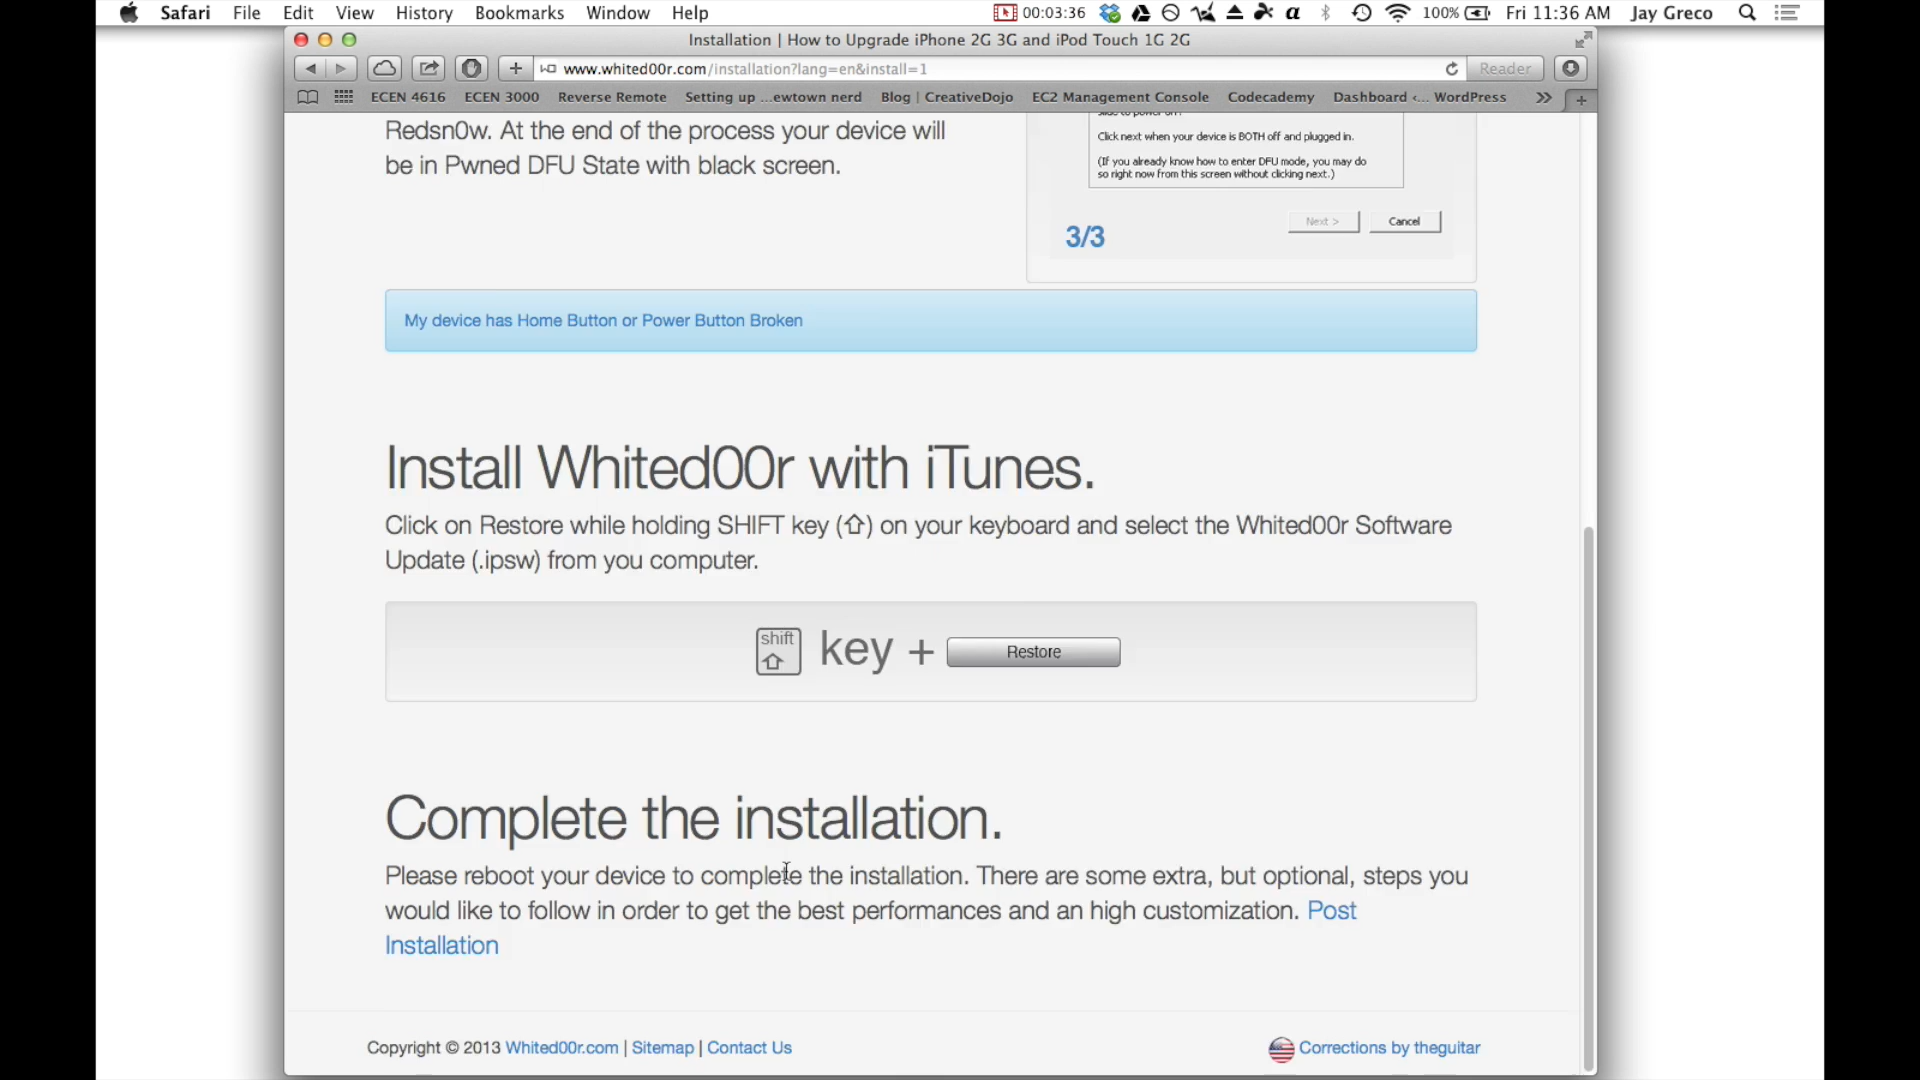 Safari File Edit View History Bookmarks Window Help 00:03:36 100% Fri 11:36 AM Jay Greco
Installation | How to Upgrade iPhone 2G 3G and iPod Touch 1G 2G
www.whited00r.com/installation?lang=en&install=1 Reader
ECEN 4616 ECEN 3000 Reverse Remote Setting up ...ewtown nerd Blog | CreativeDojo EC2 Management Console Codecademy Dashboard ‹... WordPress
Redsn0w. At the end of the process your device will
be in Pwned DFU State with black screen.
Click next when your device is BOTH off and plugged in.
(If you already know how to enter DFU mode, you may do
so right now from this screen without clicking next.)
Next > Cancel
3/3
My device has Home Button or Power Button Broken
Install Whited00r with iTunes.
Click on Restore while holding SHIFT key (⇧) on your keyboard and select the Whited00r Software
Update (.ipsw) from you computer.
shift key + Restore
Complete the installation.
Please reboot your device to complete the installation. There are some extra, but optional, steps you
would like to follow in order to get the best performances and an high customization. Post
Installation
Copyright © 2013 Whited00r.com | Sitemap | Contact Us Corrections by theguitar